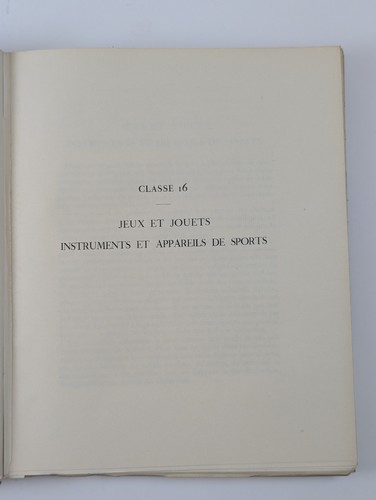 CLASSE 16
JEUX ET JOUETS
INSTRUMENTS ET APPAREILS DE SPORTS